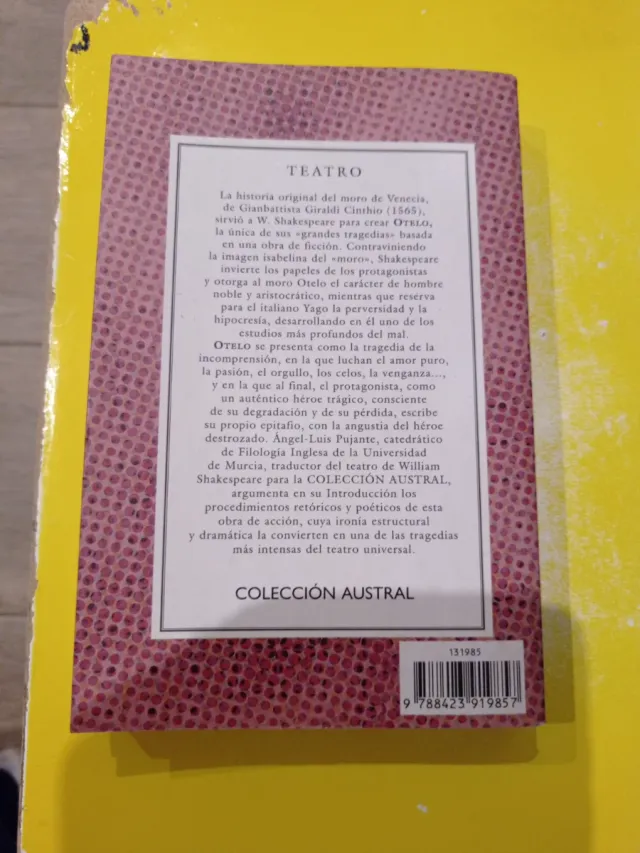 TEATRO
La historia original del moro de Venecia,
de Gianbattista Giraldi Cinthio (1565),
sirvió a W. Shakespeare para crear OTELO,
la única de sus «grandes tragedias» basada
en una obra de ficción. Contraviniendo
la imagen isabelina del «moro», Shakespeare
invierte los papeles de los protagonistas
y otorga al moro Otelo el carácter de hombre
noble y aristocrático, mientras que reserva
para el italiano Yago la perversidad y la
hipocresía, desarrollando en él uno de los
estudios más profundos del mal.
OTELO se presenta como la tragedia de la
incomprensión, en la que luchan el amor puro,
la pasión, el orgullo, los celos, la venganza...,
y en la que al final, el protagonista, como
un auténtico héroe trágico, consciente
de su degradación y de su pérdida, escribe
su propio epitafio, con la angustia del héroe
destrozado. Ángel-Luis Pujante, catedrático
de Filología Inglesa de la Universidad
de Murcia, traductor del teatro de William
Shakespeare para la COLECCIÓN AUSTRAL,
argumenta en su Introducción los
procedimientos retóricos y poéticos de esta
obra de acción, cuya ironía estructural
y dramática la convierten en una de las tragedias
más intensas del teatro universal.
COLECCIÓN AUSTRAL
131985
9 788423 919857